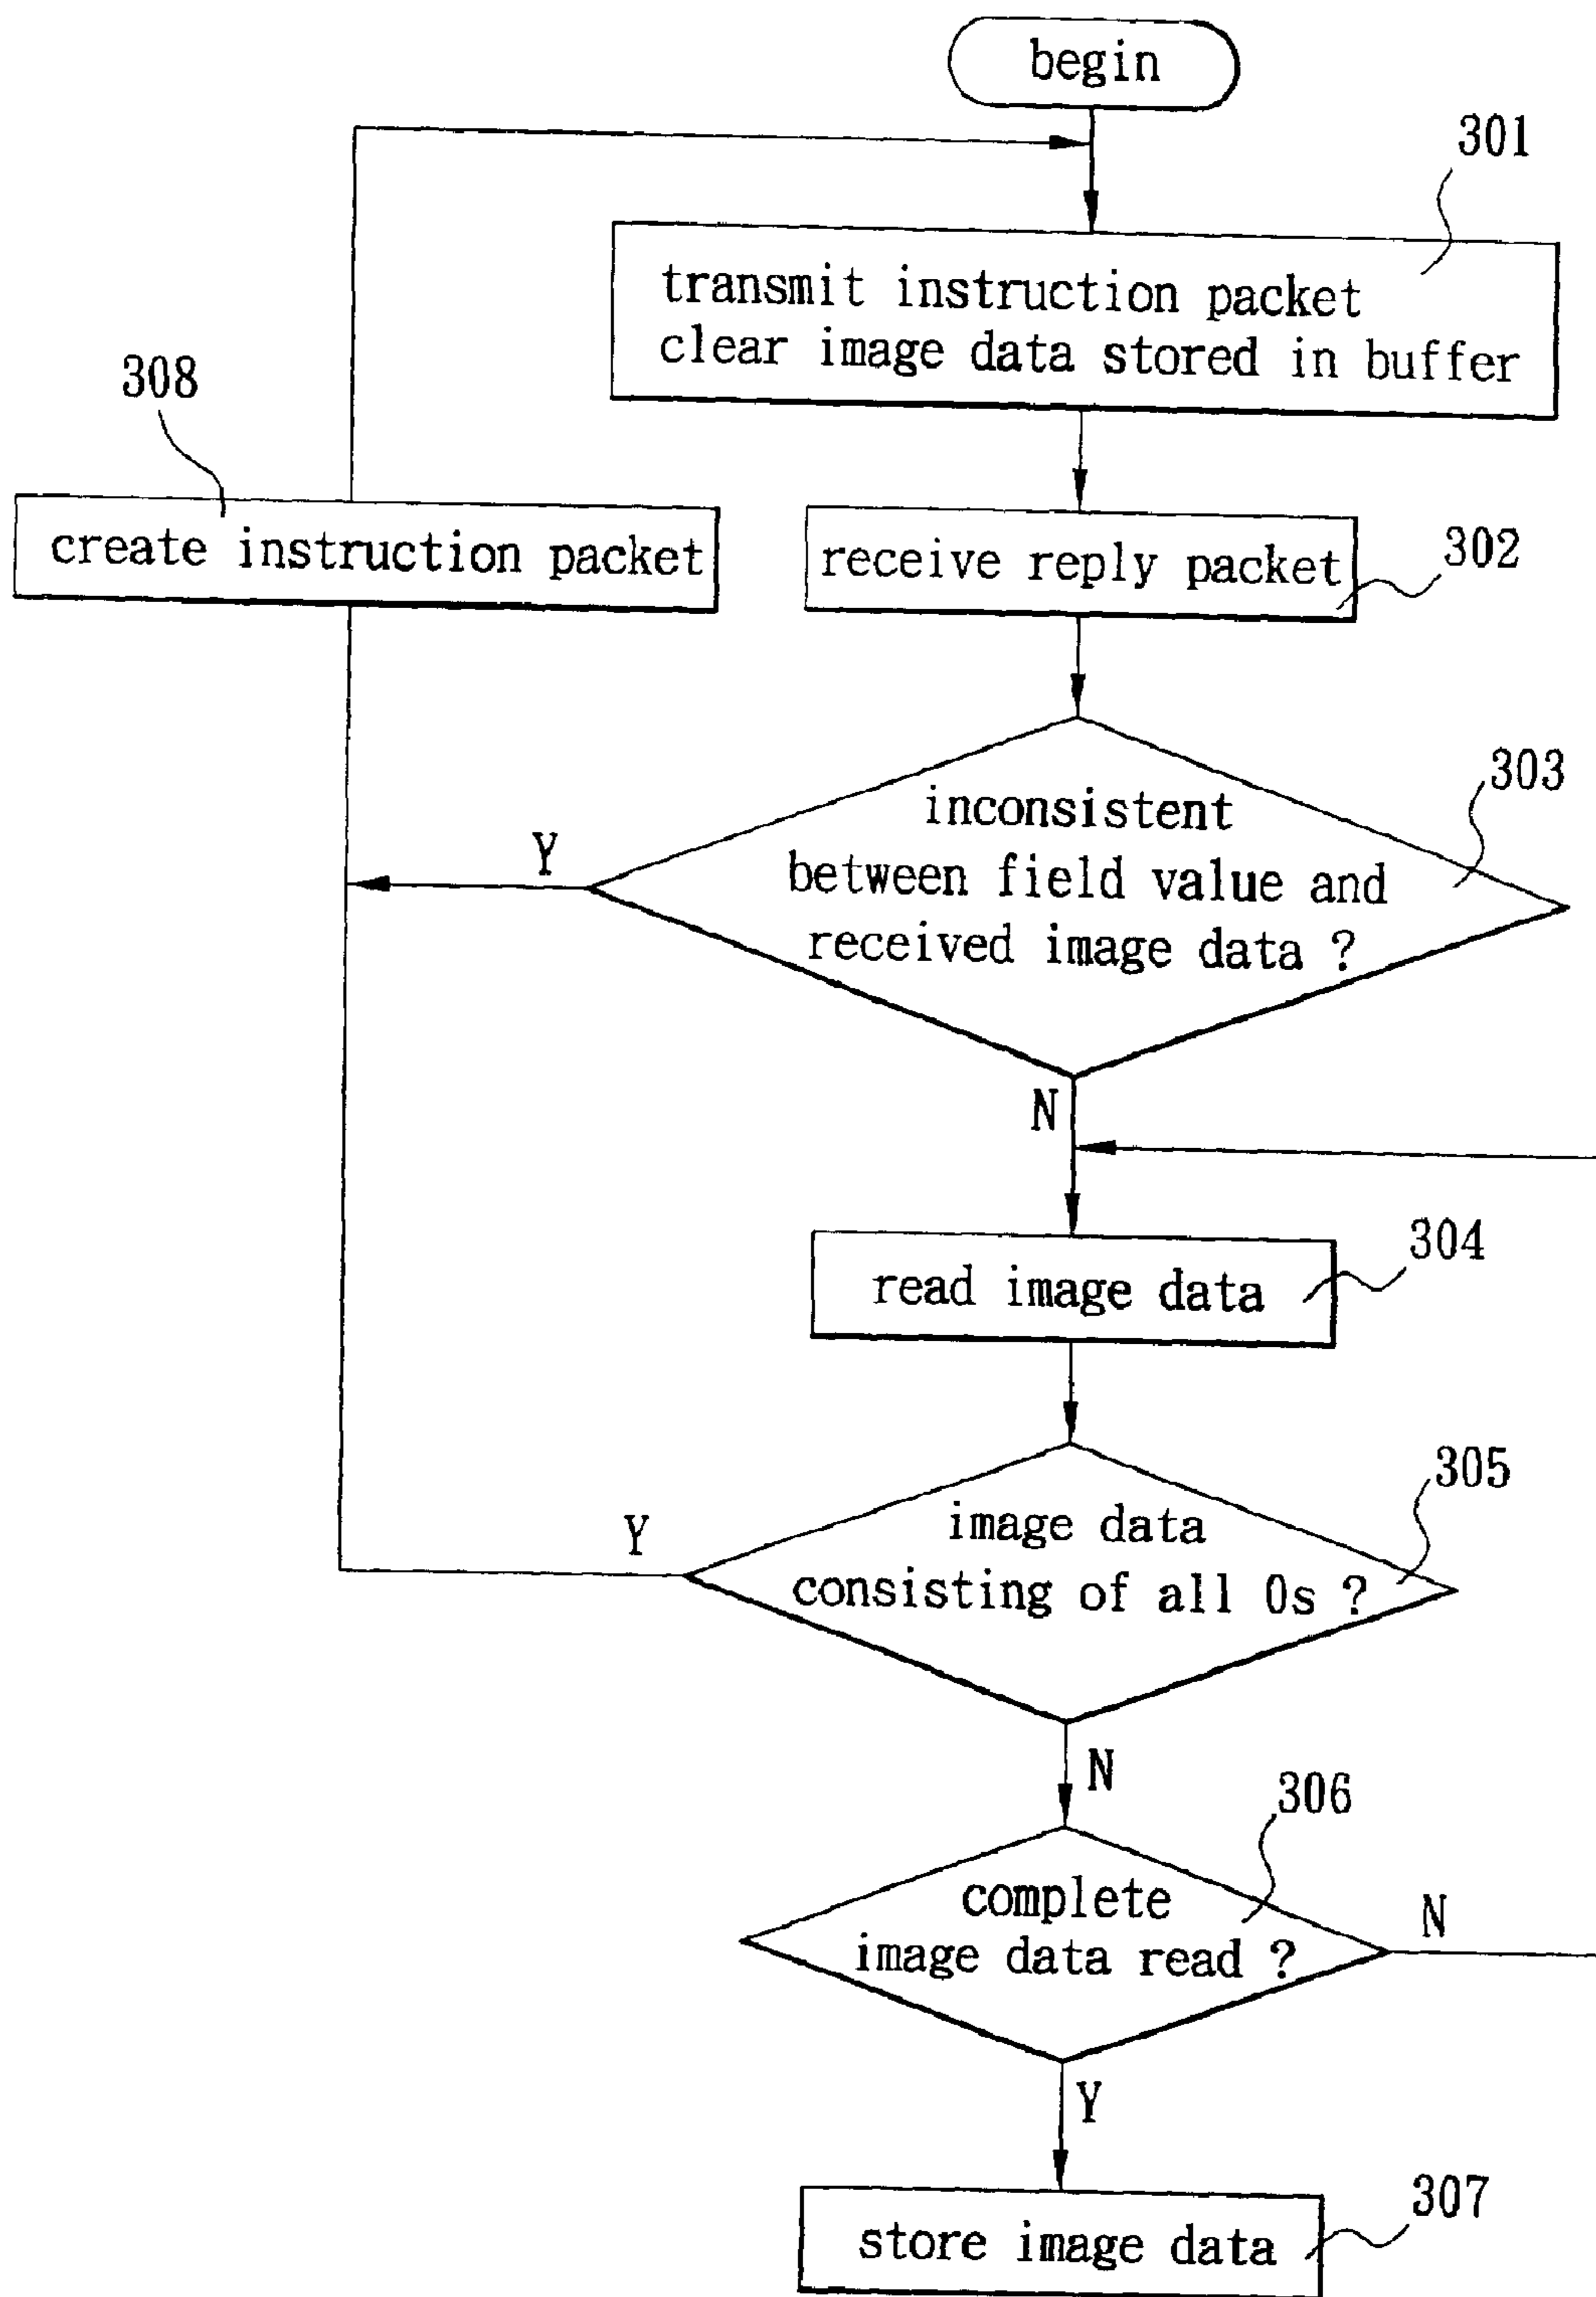 begin
301
transmit instruction packet
clear image data stored in buffer
308
create instruction packet
receive reply packet
302
303
inconsistent
between field value and
received image data ?
Y
N
304
read image data
305
image data
consisting of all 0s ?
Y
N
306
complete
image data read ?
N
Y
307
store image data